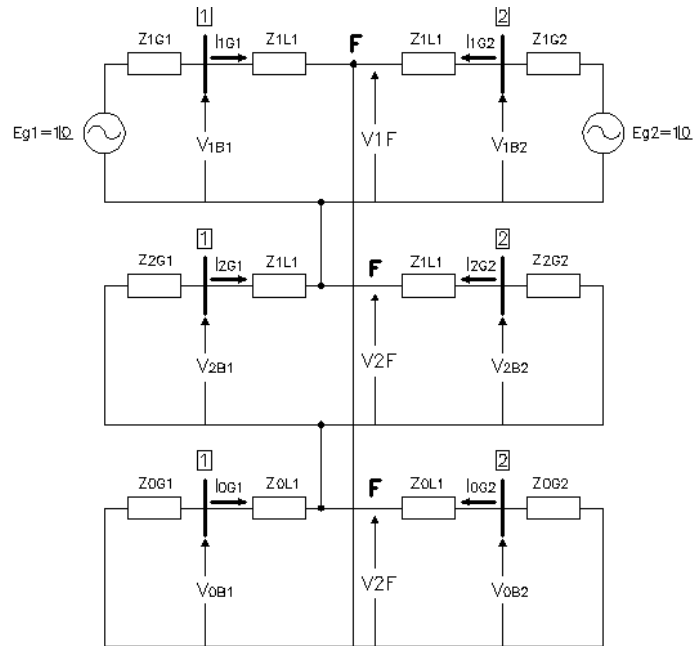 1 2
Z1G1 I1G1 Z1L1 F Z1L1 I1G2 Z1G2
Eg1=1|0 V1B1 V1F V1B2 Eg2=1|0
1 2
Z2G1 I2G1 Z1L1 F Z1L1 I2G2 Z2G2
V2B1 V2F V2B2
1 2
Z0G1 I0G1 Z0L1 F Z0L1 I0G2 Z0G2
V0B1 V2F V0B2